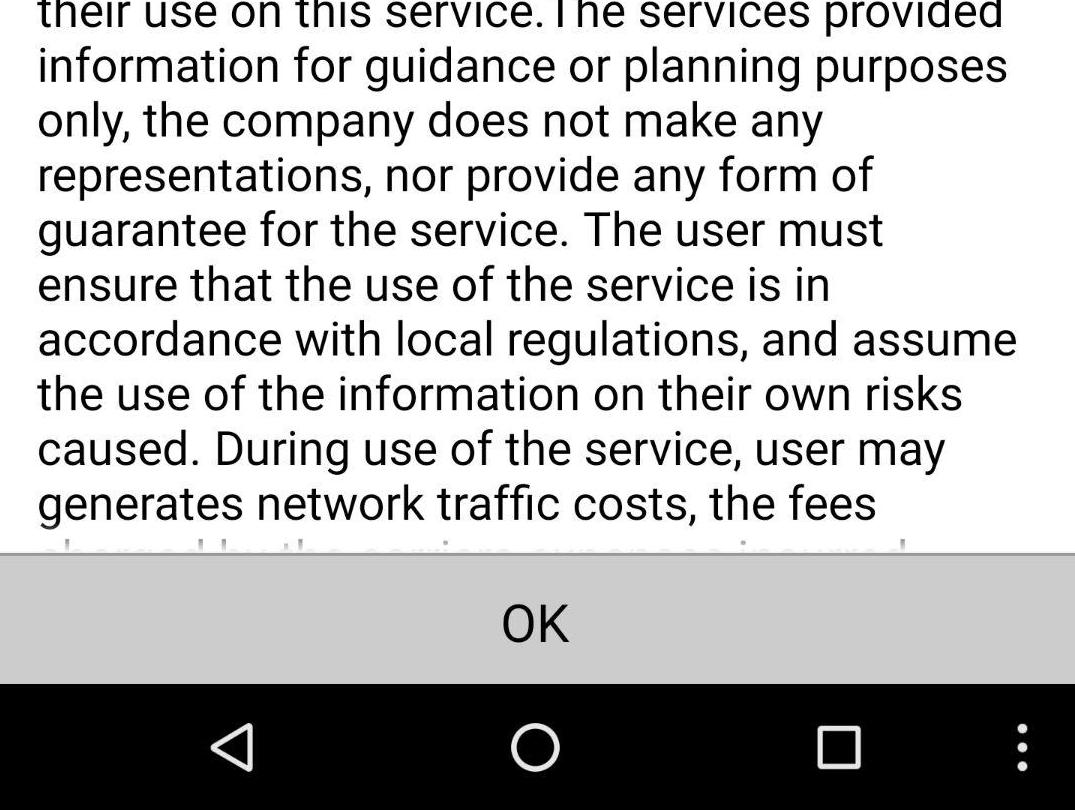 their use on this service.The services provided
information for guidance or planning purposes
only, the company does not make any
representations, nor provide any form of
guarantee for the service. The user must
ensure that the use of the service is in
accordance with local regulations, and assume
the use of the information on their own risks
caused. During use of the service, user may
generates network traffic costs, the fees
OK